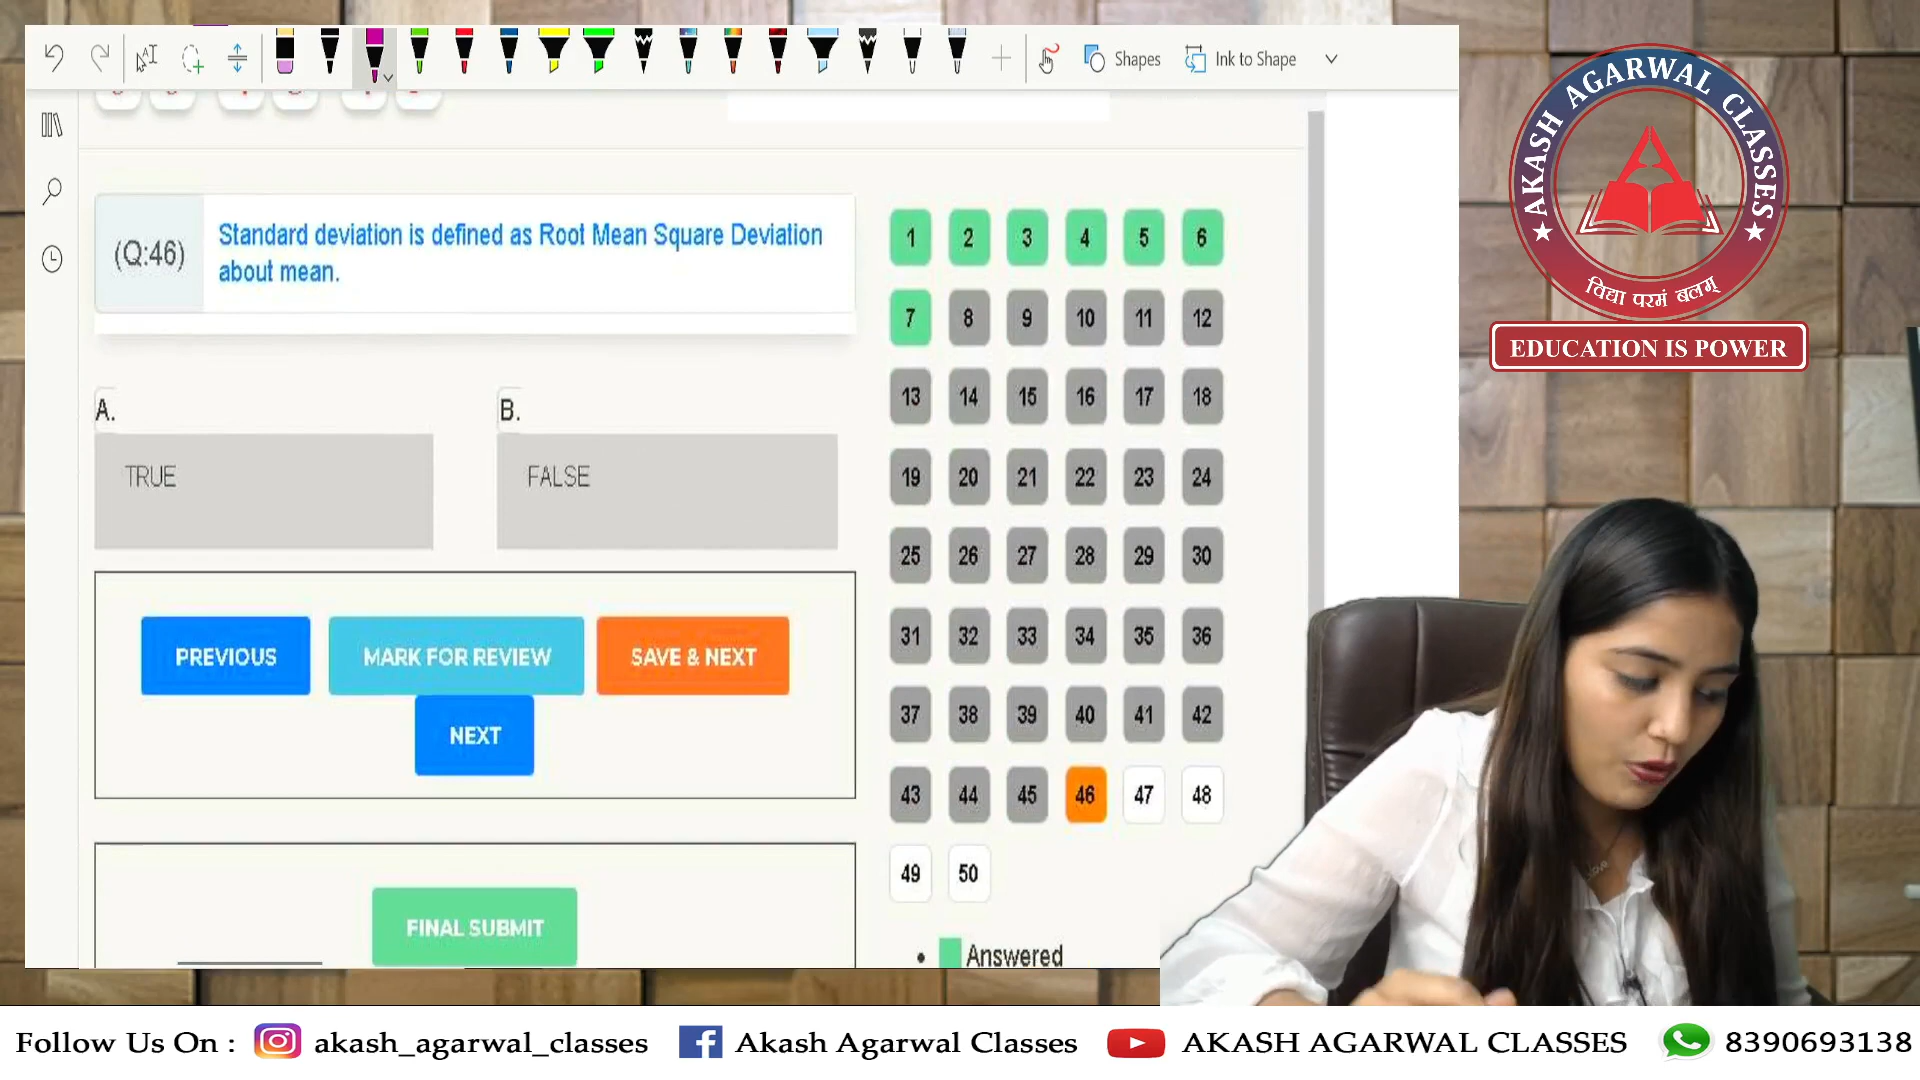 Shapes
Ink to Shape
(Q:46)
Standard deviation is defined as Root Mean Square Deviation
about mean.
A.
TRUE
B.
FALSE
PREVIOUS
MARK FOR REVIEW
SAVE & NEXT
NEXT
FINAL SUBMIT
1 2 3 4 5 6
7 8 9 10 11 12
13 14 15 16 17 18
19 20 21 22 23 24
25 26 27 28 29 30
31 32 33 34 35 36
37 38 39 40 41 42
43 44 45 46 47 48
49 50
Answered
AKASH AGARWAL CLASSES
विद्या परमं बलम्
EDUCATION IS POWER
Follow Us On : akash_agarwal_classes Akash Agarwal Classes AKASH AGARWAL CLASSES 8390693138